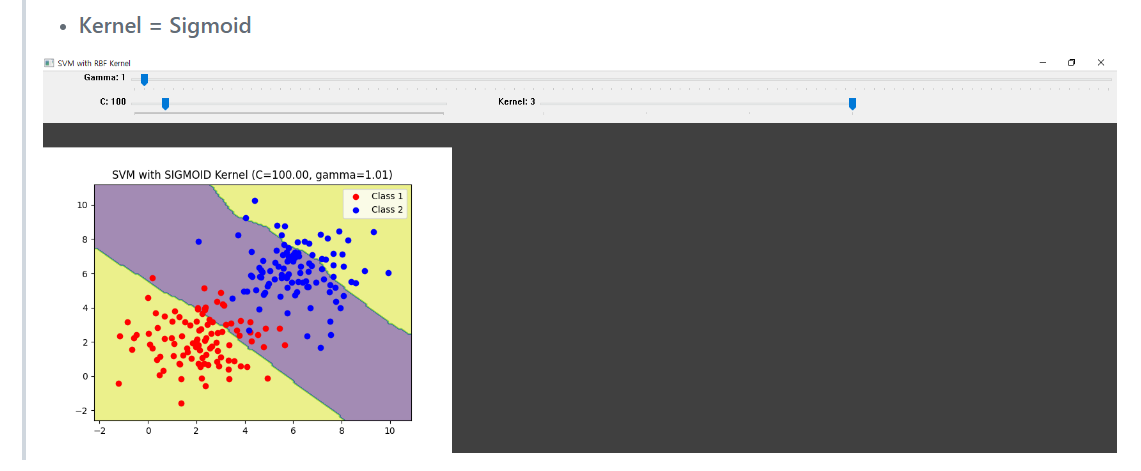 • Kernel = Sigmoid
SVM with RBF Kernel
Gamma: 1
C: 100
Kernel: 3
SVM with SIGMOID Kernel (C=100.00, gamma=1.01)
Class 1
Class 2
10
8
6
4
2
0
−2
−2 0 2 4 6 8 10